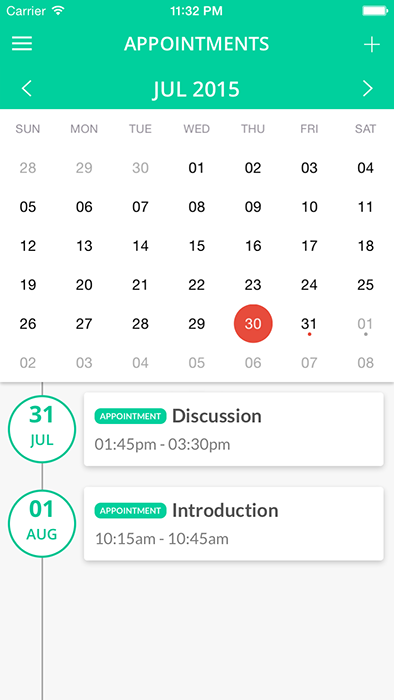 Carrier 11:32 PM
APPOINTMENTS
JUL 2015
SUN MON TUE WED THU FRI SAT
28 29 30 01 02 03 04
05 06 07 08 09 10 11
12 13 14 15 16 17 18
19 20 21 22 23 24 25
26 27 28 29 30 31 01
02 03 04 05 06 07 08
31
JUL
APPOINTMENT Discussion
01:45pm - 03:30pm
01
AUG
APPOINTMENT Introduction
10:15am - 10:45am